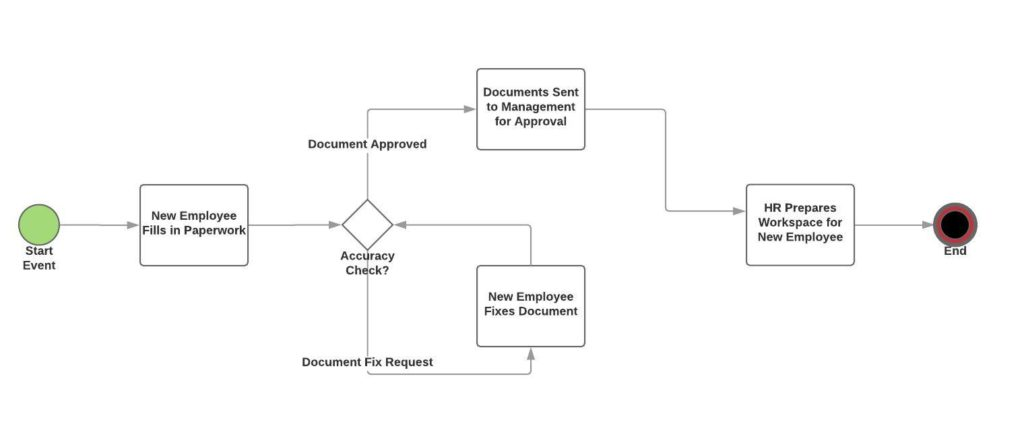 Documents Sent
to Management
for Approval
Document Approved
New Employee
Fills in Paperwork
HR Prepares
Workspace for
New Employee
Start
Event
Accuracy
Check?
End
New Employee
Fixes Document
Document Fix Request